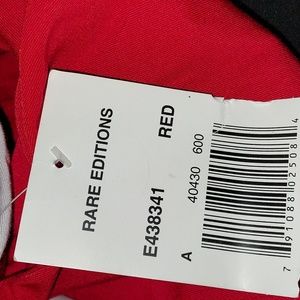 RARE EDITIONS
E438341 RED
A 40430 600
7 91088 02508 4